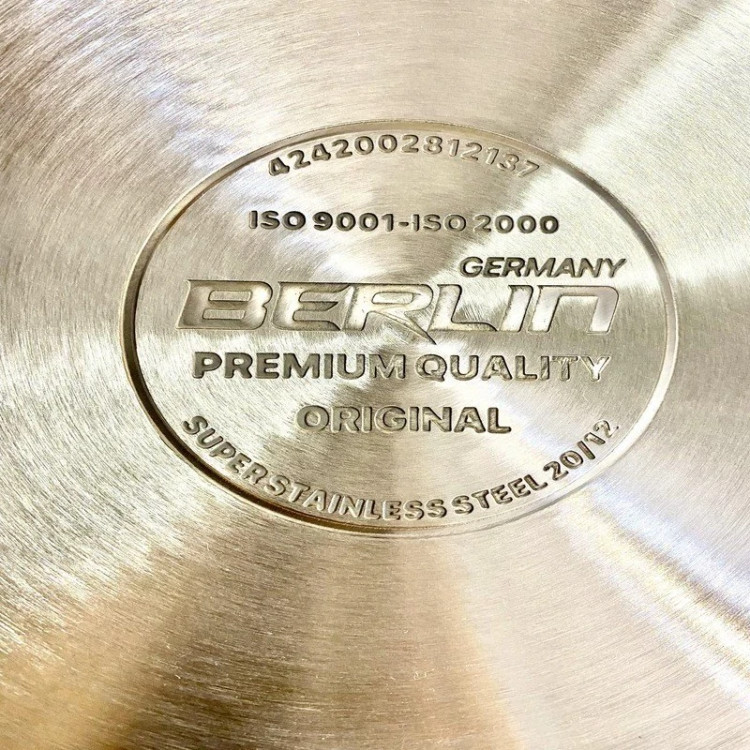 4242002812137
ISO 9001-ISO 2000
GERMANY
BERLIN
PREMIUM QUALITY
ORIGINAL
SUPER STAINLESS STEEL 20/12